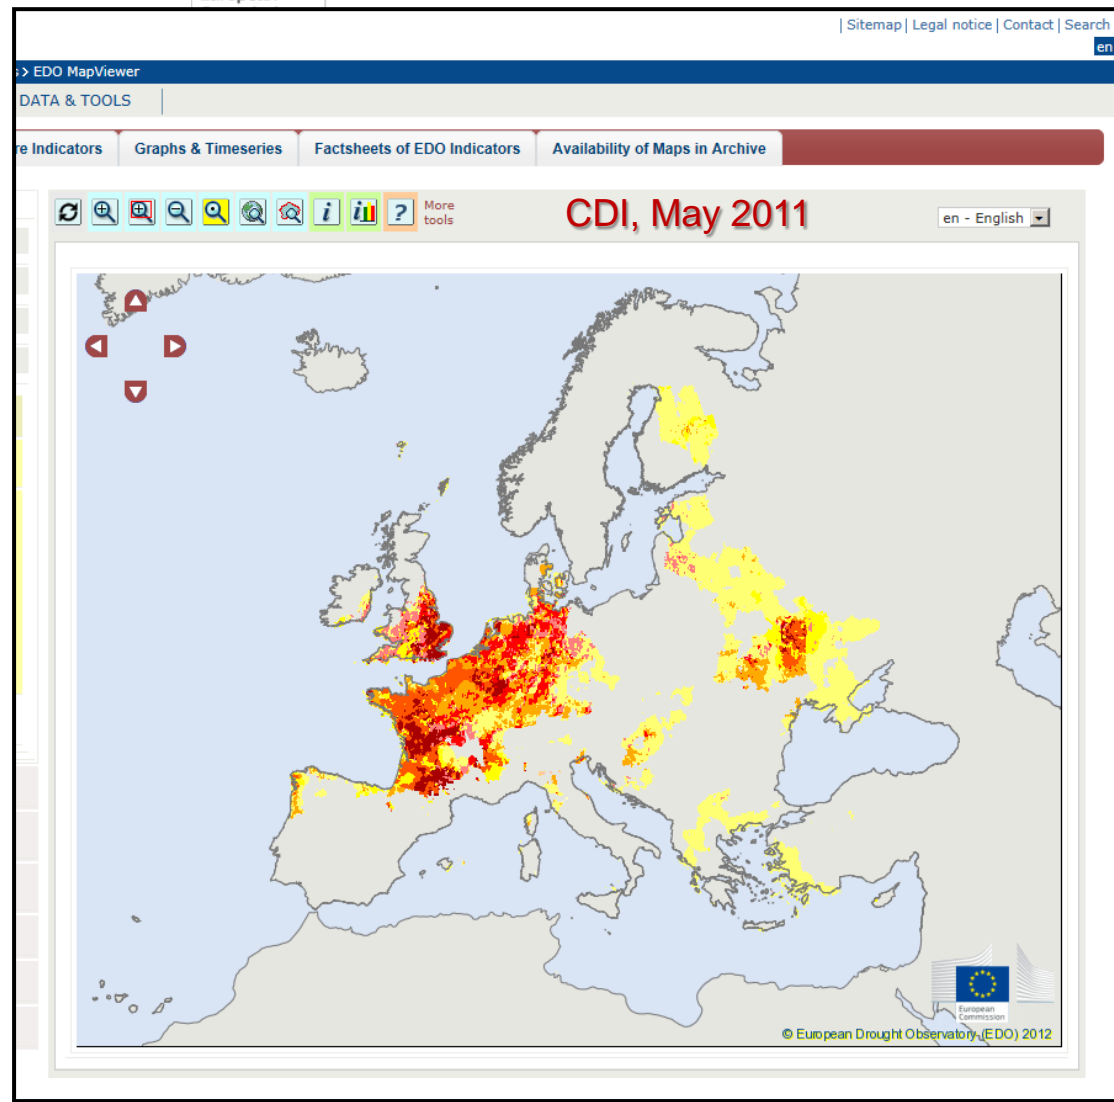 | Sitemap | Legal notice | Contact | Search
en
> EDO MapViewer
DATA & TOOLS
Indicators
Graphs & Timeseries
Factsheets of EDO Indicators
Availability of Maps in Archive
i
i
?
More
tools
CDI, May 2011
en - English
European
Commission
© European Drought Observatory-(EDO) 2012